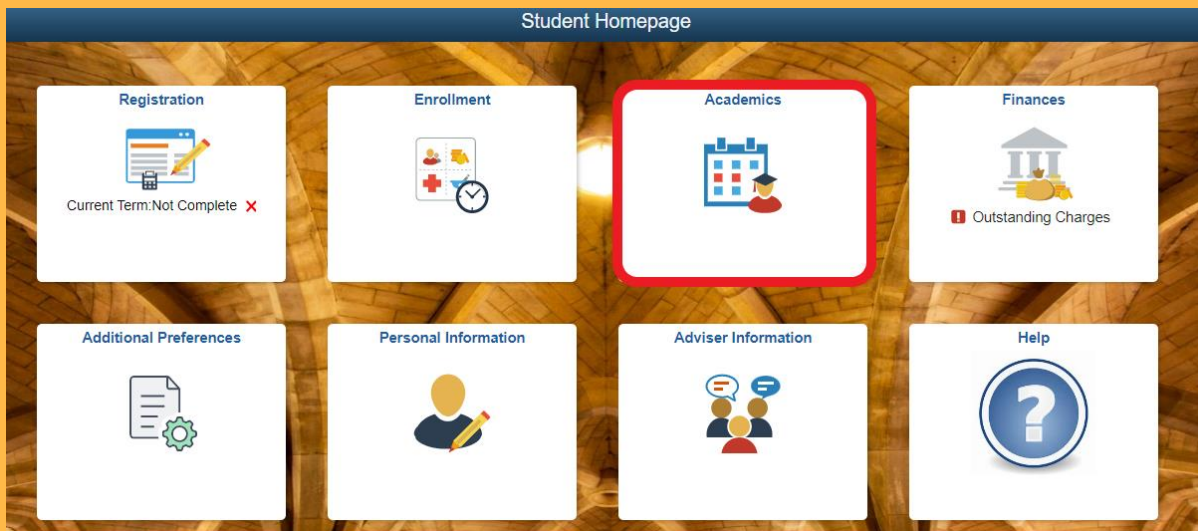 Student Homepage
Registration
Current Term:Not Complete
Enrollment
Academics
Finances
Outstanding Charges
Additional Preferences
Personal Information
Adviser Information
Help